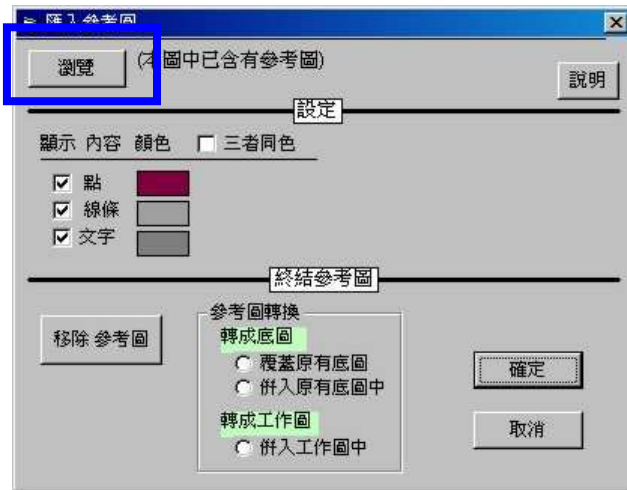 匯入參考圖
瀏覽
(本圖中已含有參考圖)
說明
設定
顯示 內容 顏色 三者同色
點
線條
文字
終結參考圖
移除 參考圖
參考圖轉換
轉成底圖
覆蓋原有底圖
併入原有底圖中
轉成工作圖
併入工作圖中
確定
取消